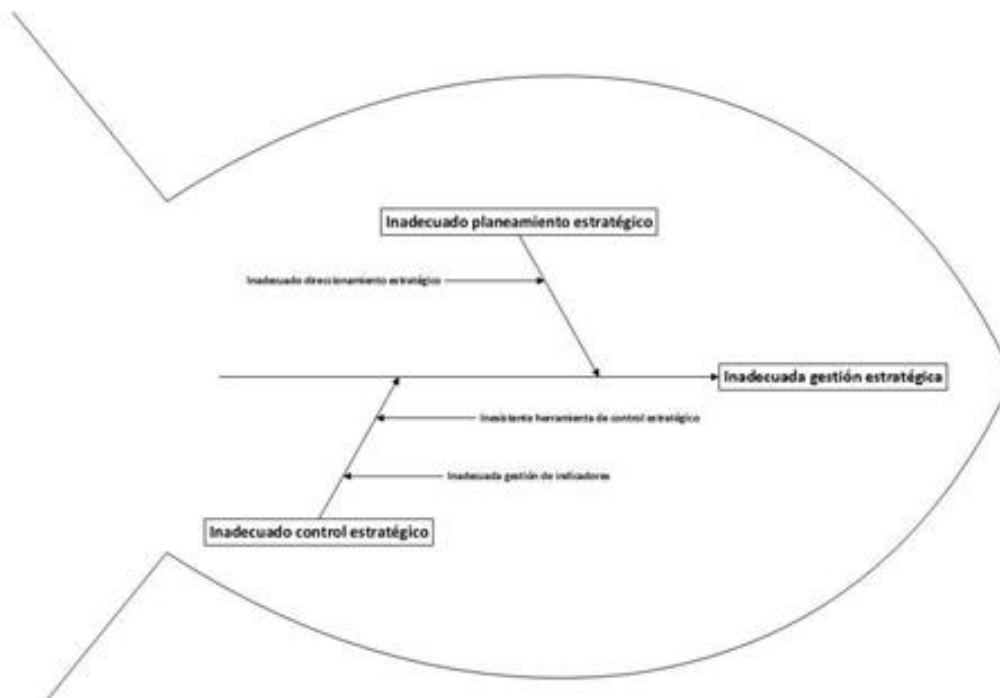 Inadecuado planeamiento estratégico
Inadecuado direccionamiento estratégico
Inadecuada gestión estratégica
Inexistente herramienta de control estratégico
Inadecuada gestión de indicadores
Inadecuado control estratégico